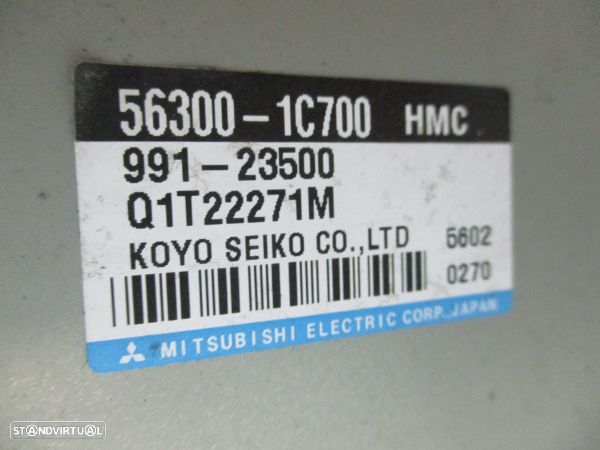 56300-1C700 HMC
991-23500
Q1T22271M
KOYO SEIKO CO.,LTD 5602
0270
MITSUBISHI ELECTRIC CORP., JAPAN
STANDVIRTUAL